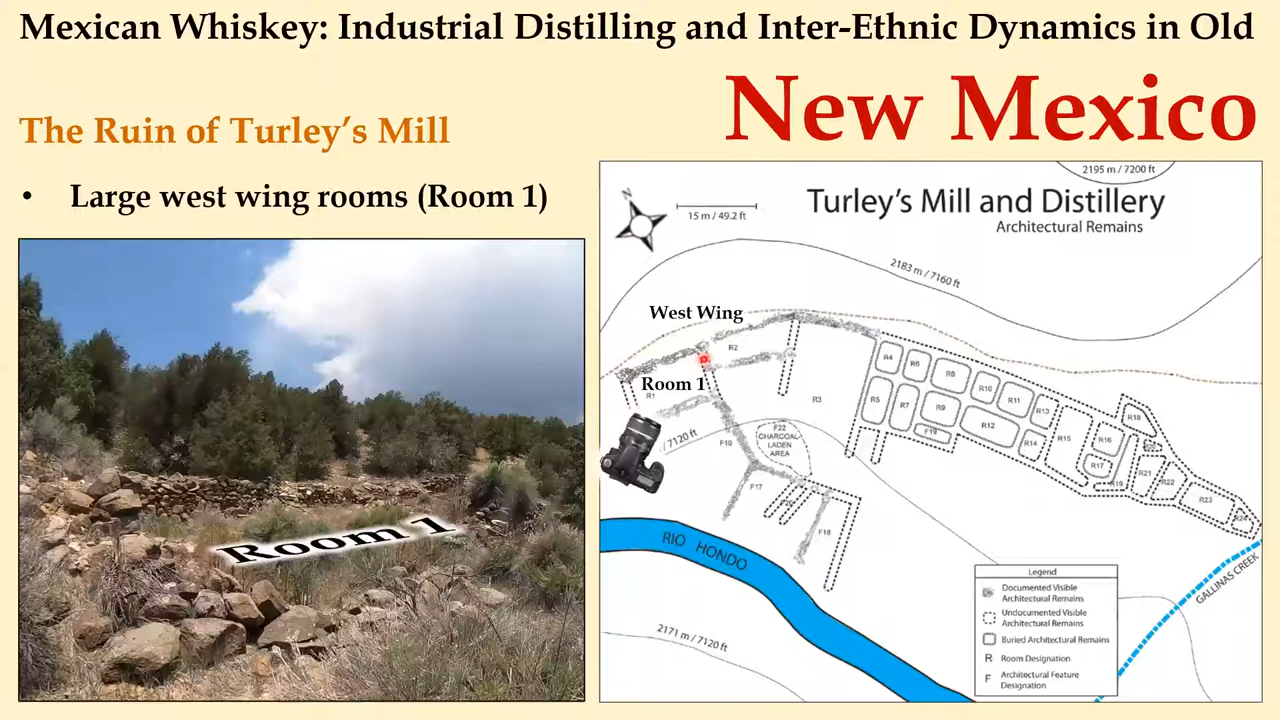 Mexican Whiskey: Industrial Distilling and Inter-Ethnic Dynamics in Old
New Mexico
The Ruin of Turley's Mill
• Large west wing rooms (Room 1)
Room 1
2195 m / 7200 ft
Turley's Mill and Distillery
Architectural Remains
N
15 m / 49.2 ft
2183 m / 7160 ft
West Wing
R2
Room 1
R1
R3
R4
R6
R8
R10
R11
R13
R5
R7
R9
R12
F19
R14
R15
R16
R17
R18
R19
R21
R22
R23
R24
/ 7120 ft
F15
F22
CHARCOAL
LADEN
AREA
F17
F18
RIO HONDO
GALLINAS CREEK
2171 m / 7120 ft
Legend
Documented Visible
Architectural Remains
Undocumented Visible
Architectural Remains
Buried Architectural Remains
R Room Designation
F Architectural Feature
Designation